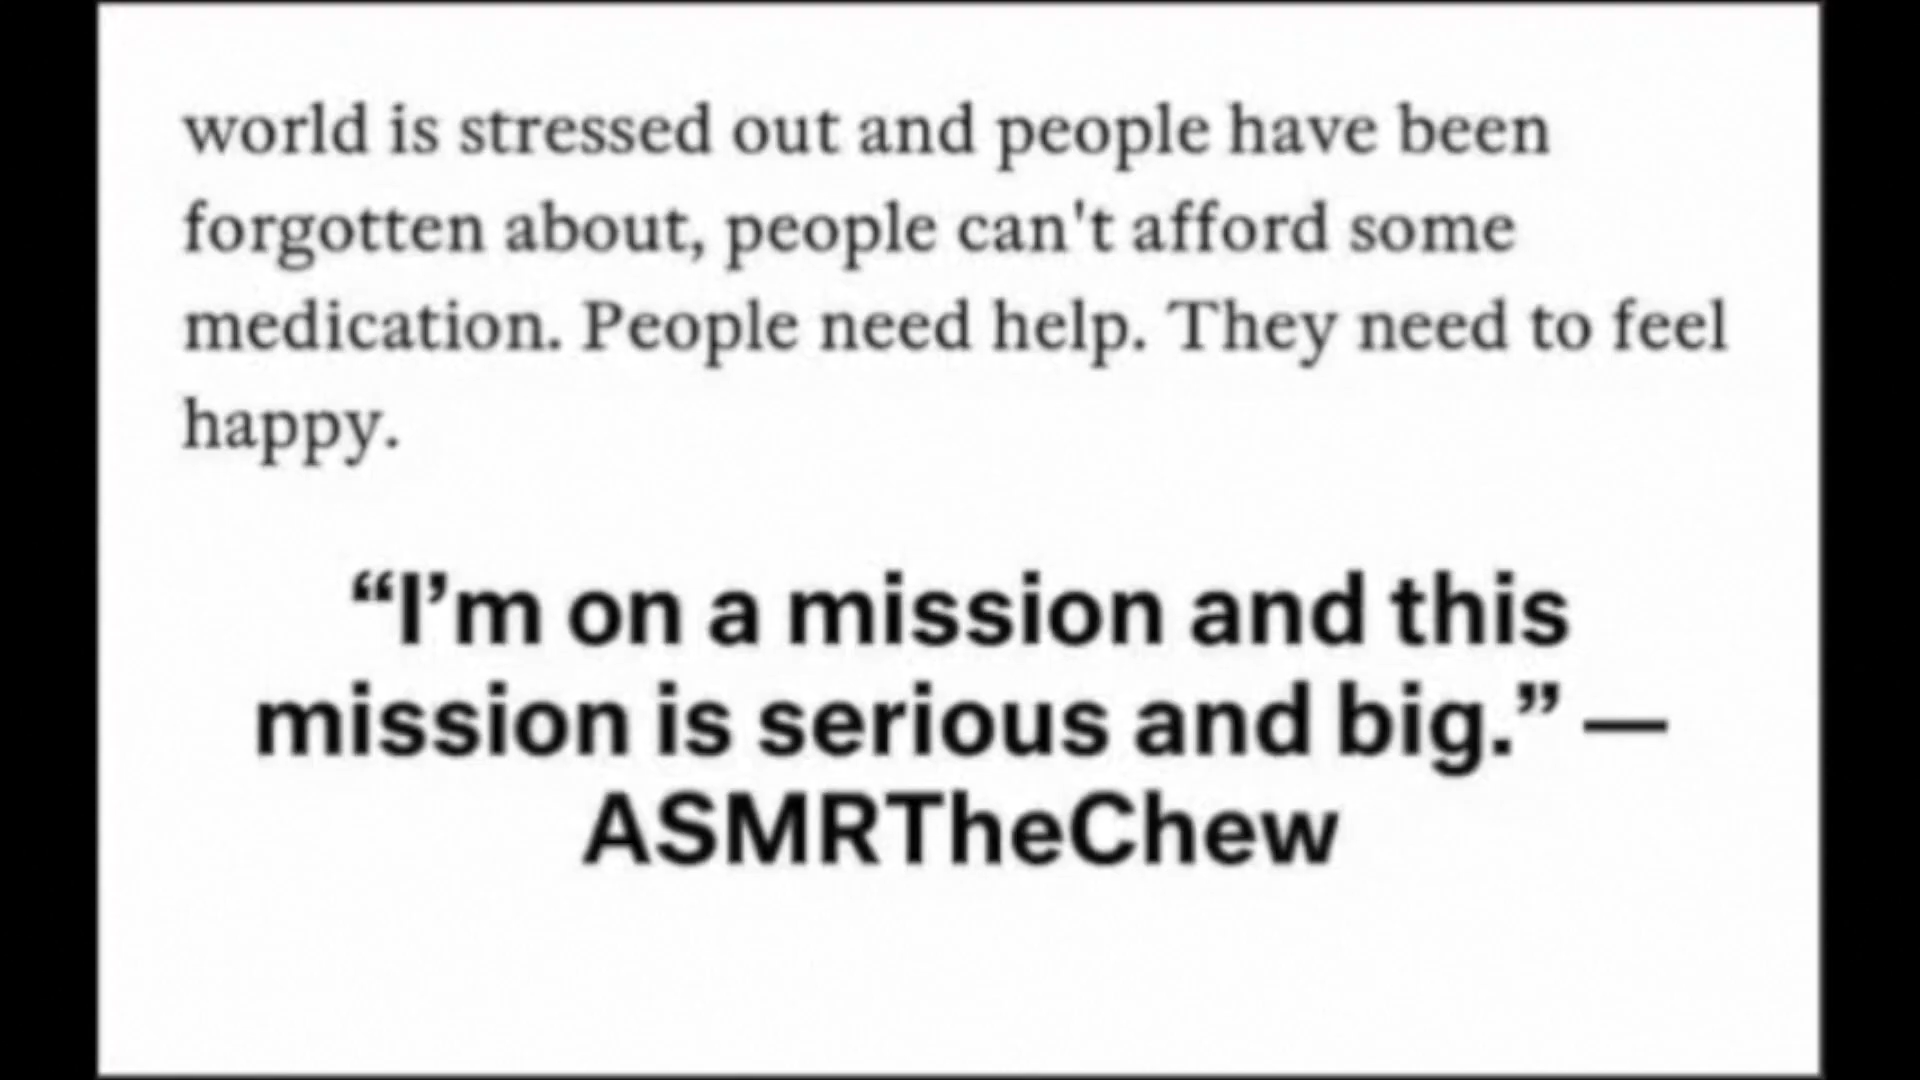 world is stressed out and people have been
forgotten about, people can't afford some
medication. People need help. They need to feel
happy.
“I’m on a mission and this
mission is serious and big.” —
ASMRTheChew